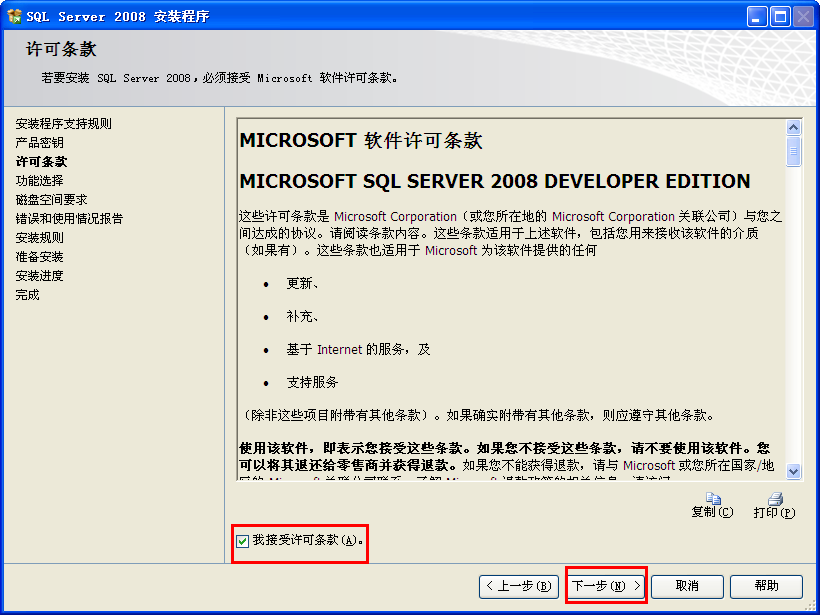 SQL Server 2008 安装程序
许可条款
若要安装 SQL Server 2008，必须接受 Microsoft 软件许可条款。
安装程序支持规则
产品密钥
许可条款
功能选择
磁盘空间要求
错误和使用情况报告
安装规则
准备安装
安装进度
完成
MICROSOFT 软件许可条款
MICROSOFT SQL SERVER 2008 DEVELOPER EDITION
这些许可条款是 Microsoft Corporation（或您所在地的 Microsoft Corporation 关联公司）与您之
间达成的协议。请阅读条款内容。这些条款适用于上述软件，包括您用来接收该软件的介质
（如果有）。这些条款也适用于 Microsoft 为该软件提供的任何
• 更新、
• 补充、
• 基于 Internet 的服务，及
• 支持服务
（除非这些项目附带有其他条款）。如果确实附带有其他条款，则应遵守其他条款。
使用该软件，即表示您接受这些条款。如果您不接受这些条款，请不要使用该软件。您
可以将其退还给零售商并获得退款。如果您不能获得退款，请与 Microsoft 或您所在国家/地
复制(C)
打印(P)
我接受许可条款(A)。
< 上一步(B)
下一步(N) >
取消
帮助